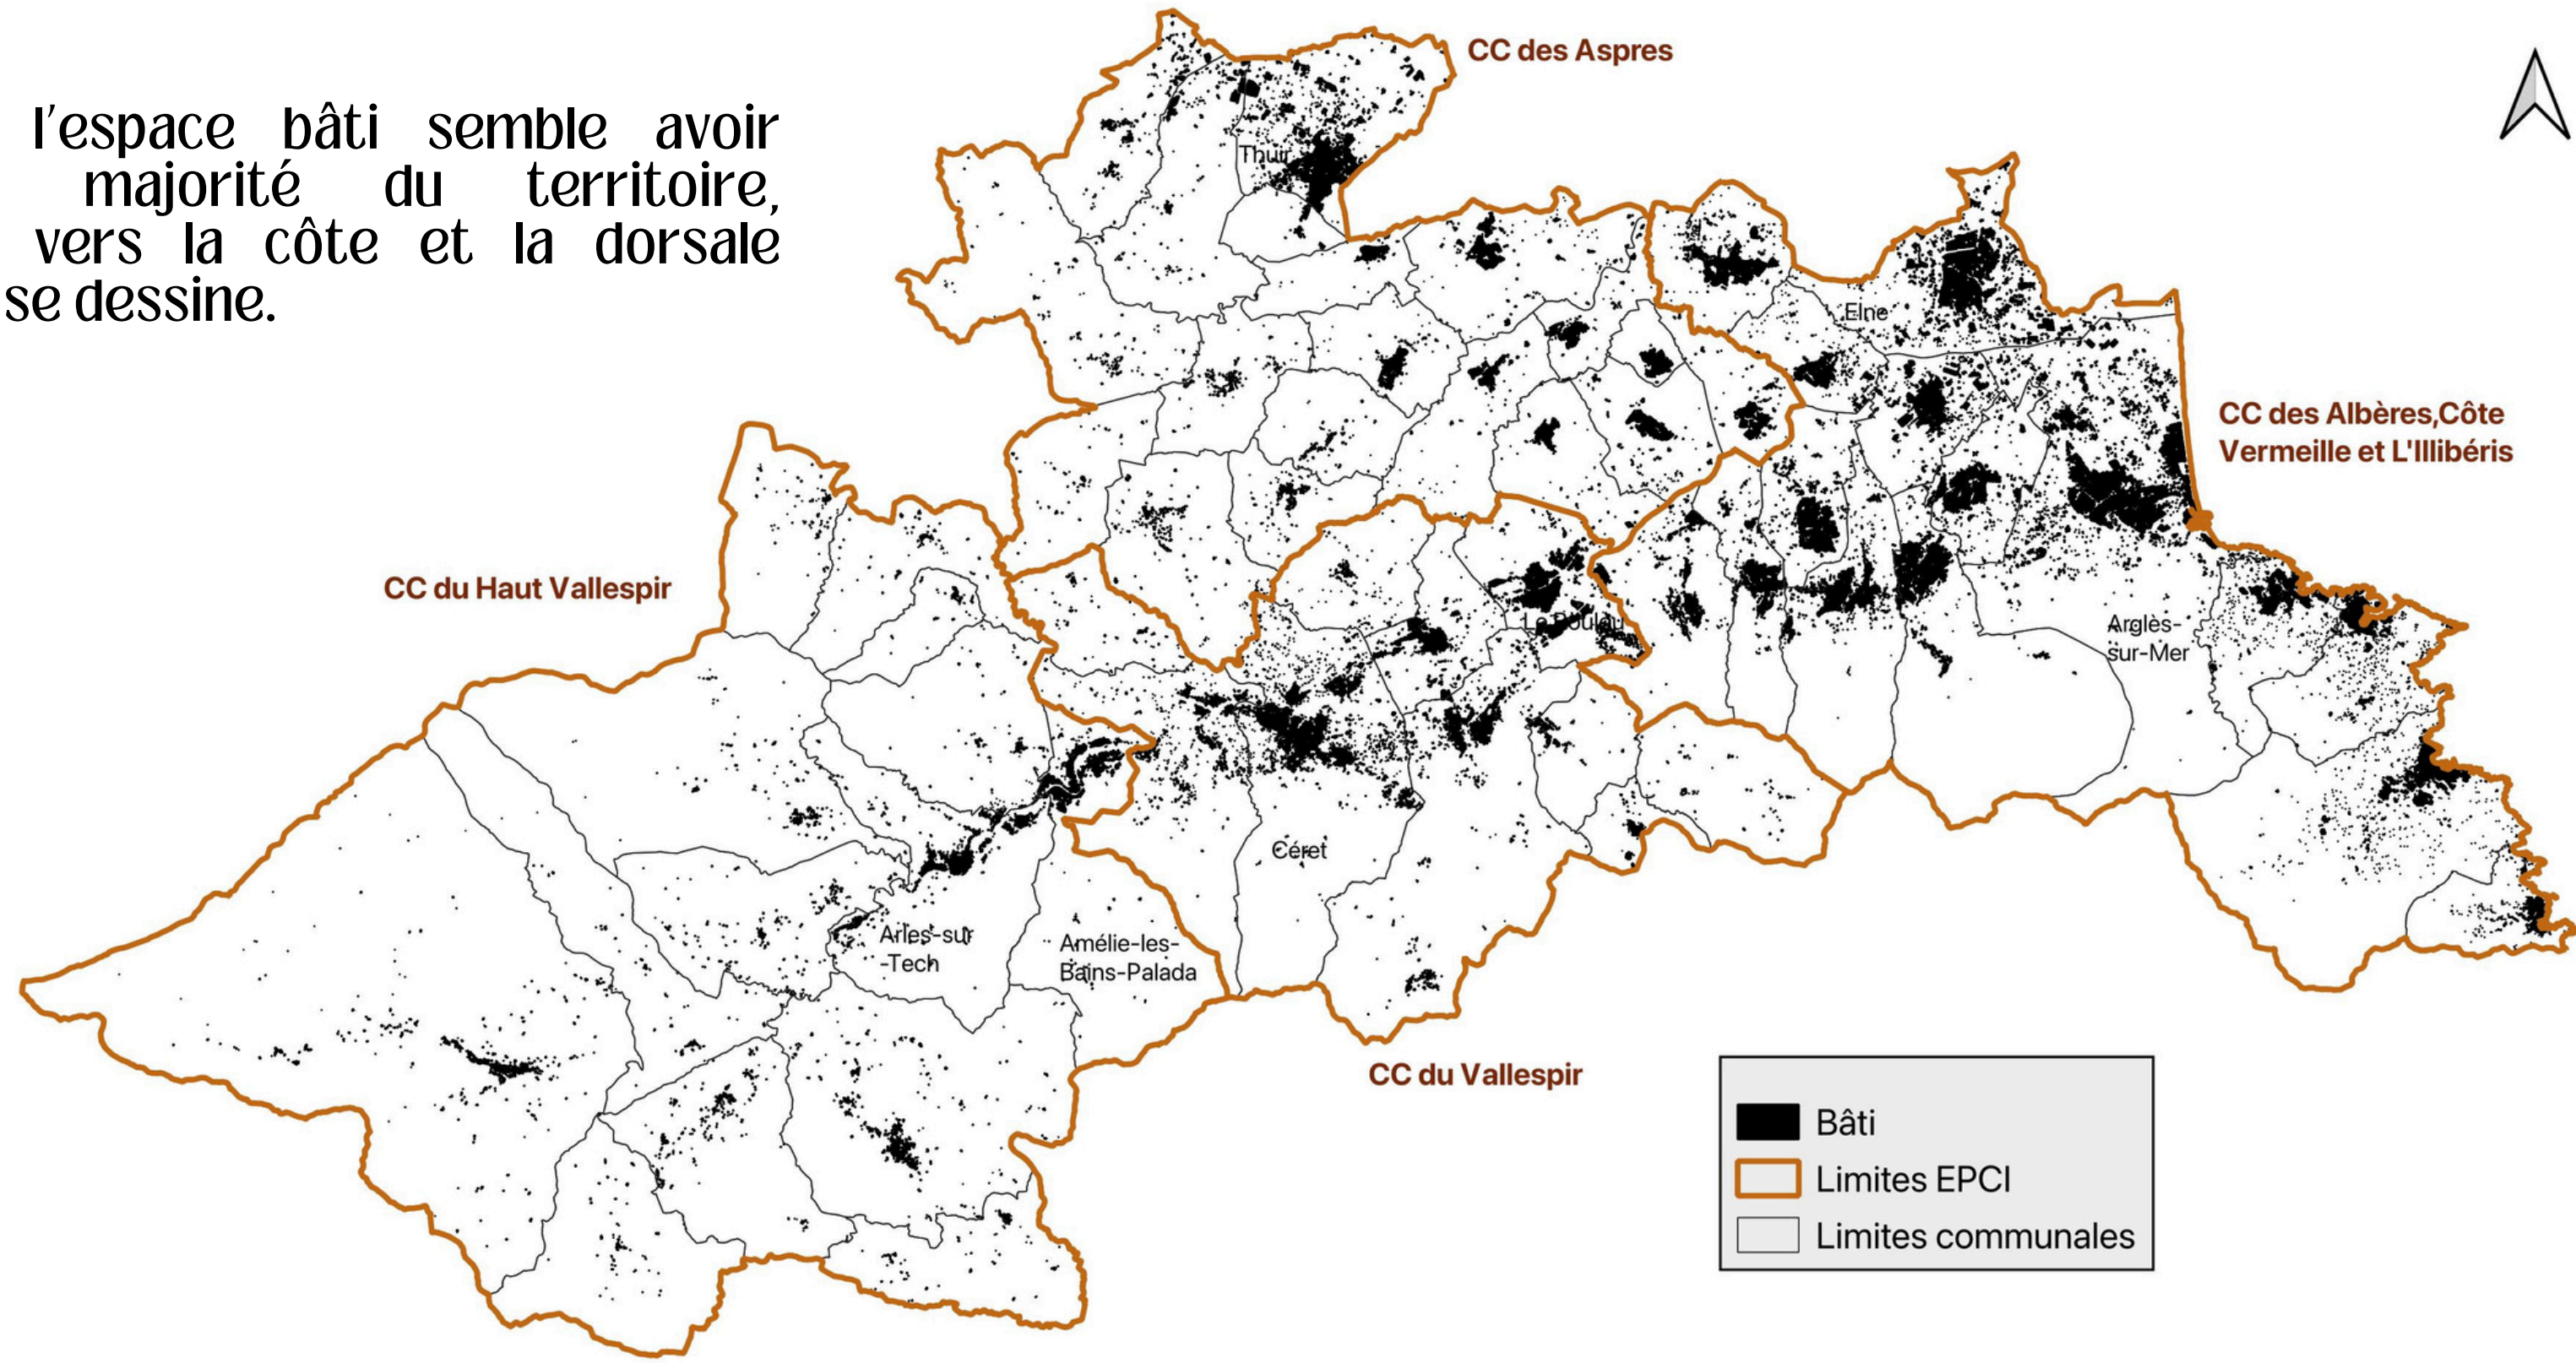 l'espace bâti semble avoir
majorité du territoire,
vers la côte et la dorsale
se dessine.
CC des Aspres
Thuir
Elne
CC des Albères,Côte
Vermeille et L'Illibéris
CC du Haut Vallespir
Le Boulou
Arglès-
sur-Mer
Céret
Arles-sur
-Tech
Amélie-les-
Bains-Palada
CC du Vallespir
Bâti
Limites EPCI
Limites communales